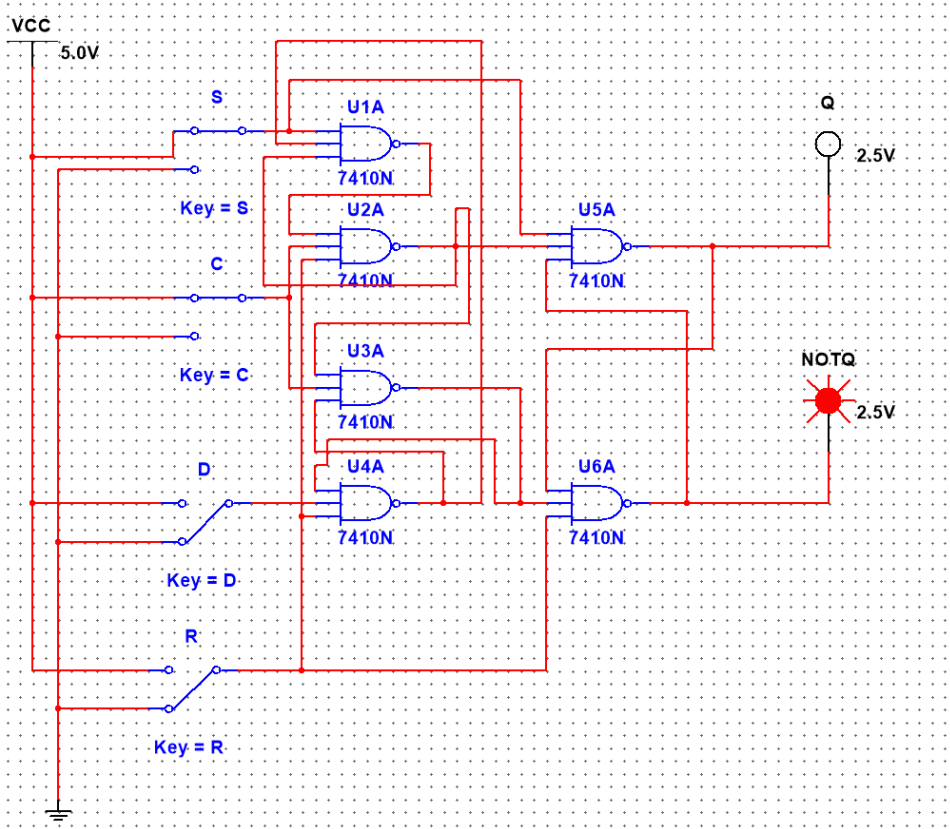 VCC
5.0V
S
Key = S
C
Key = C
D
Key = D
R
Key = R
U1A
7410N
U2A
7410N
U3A
7410N
U4A
7410N
U5A
7410N
U6A
7410N
Q
2.5V
NOTQ
2.5V